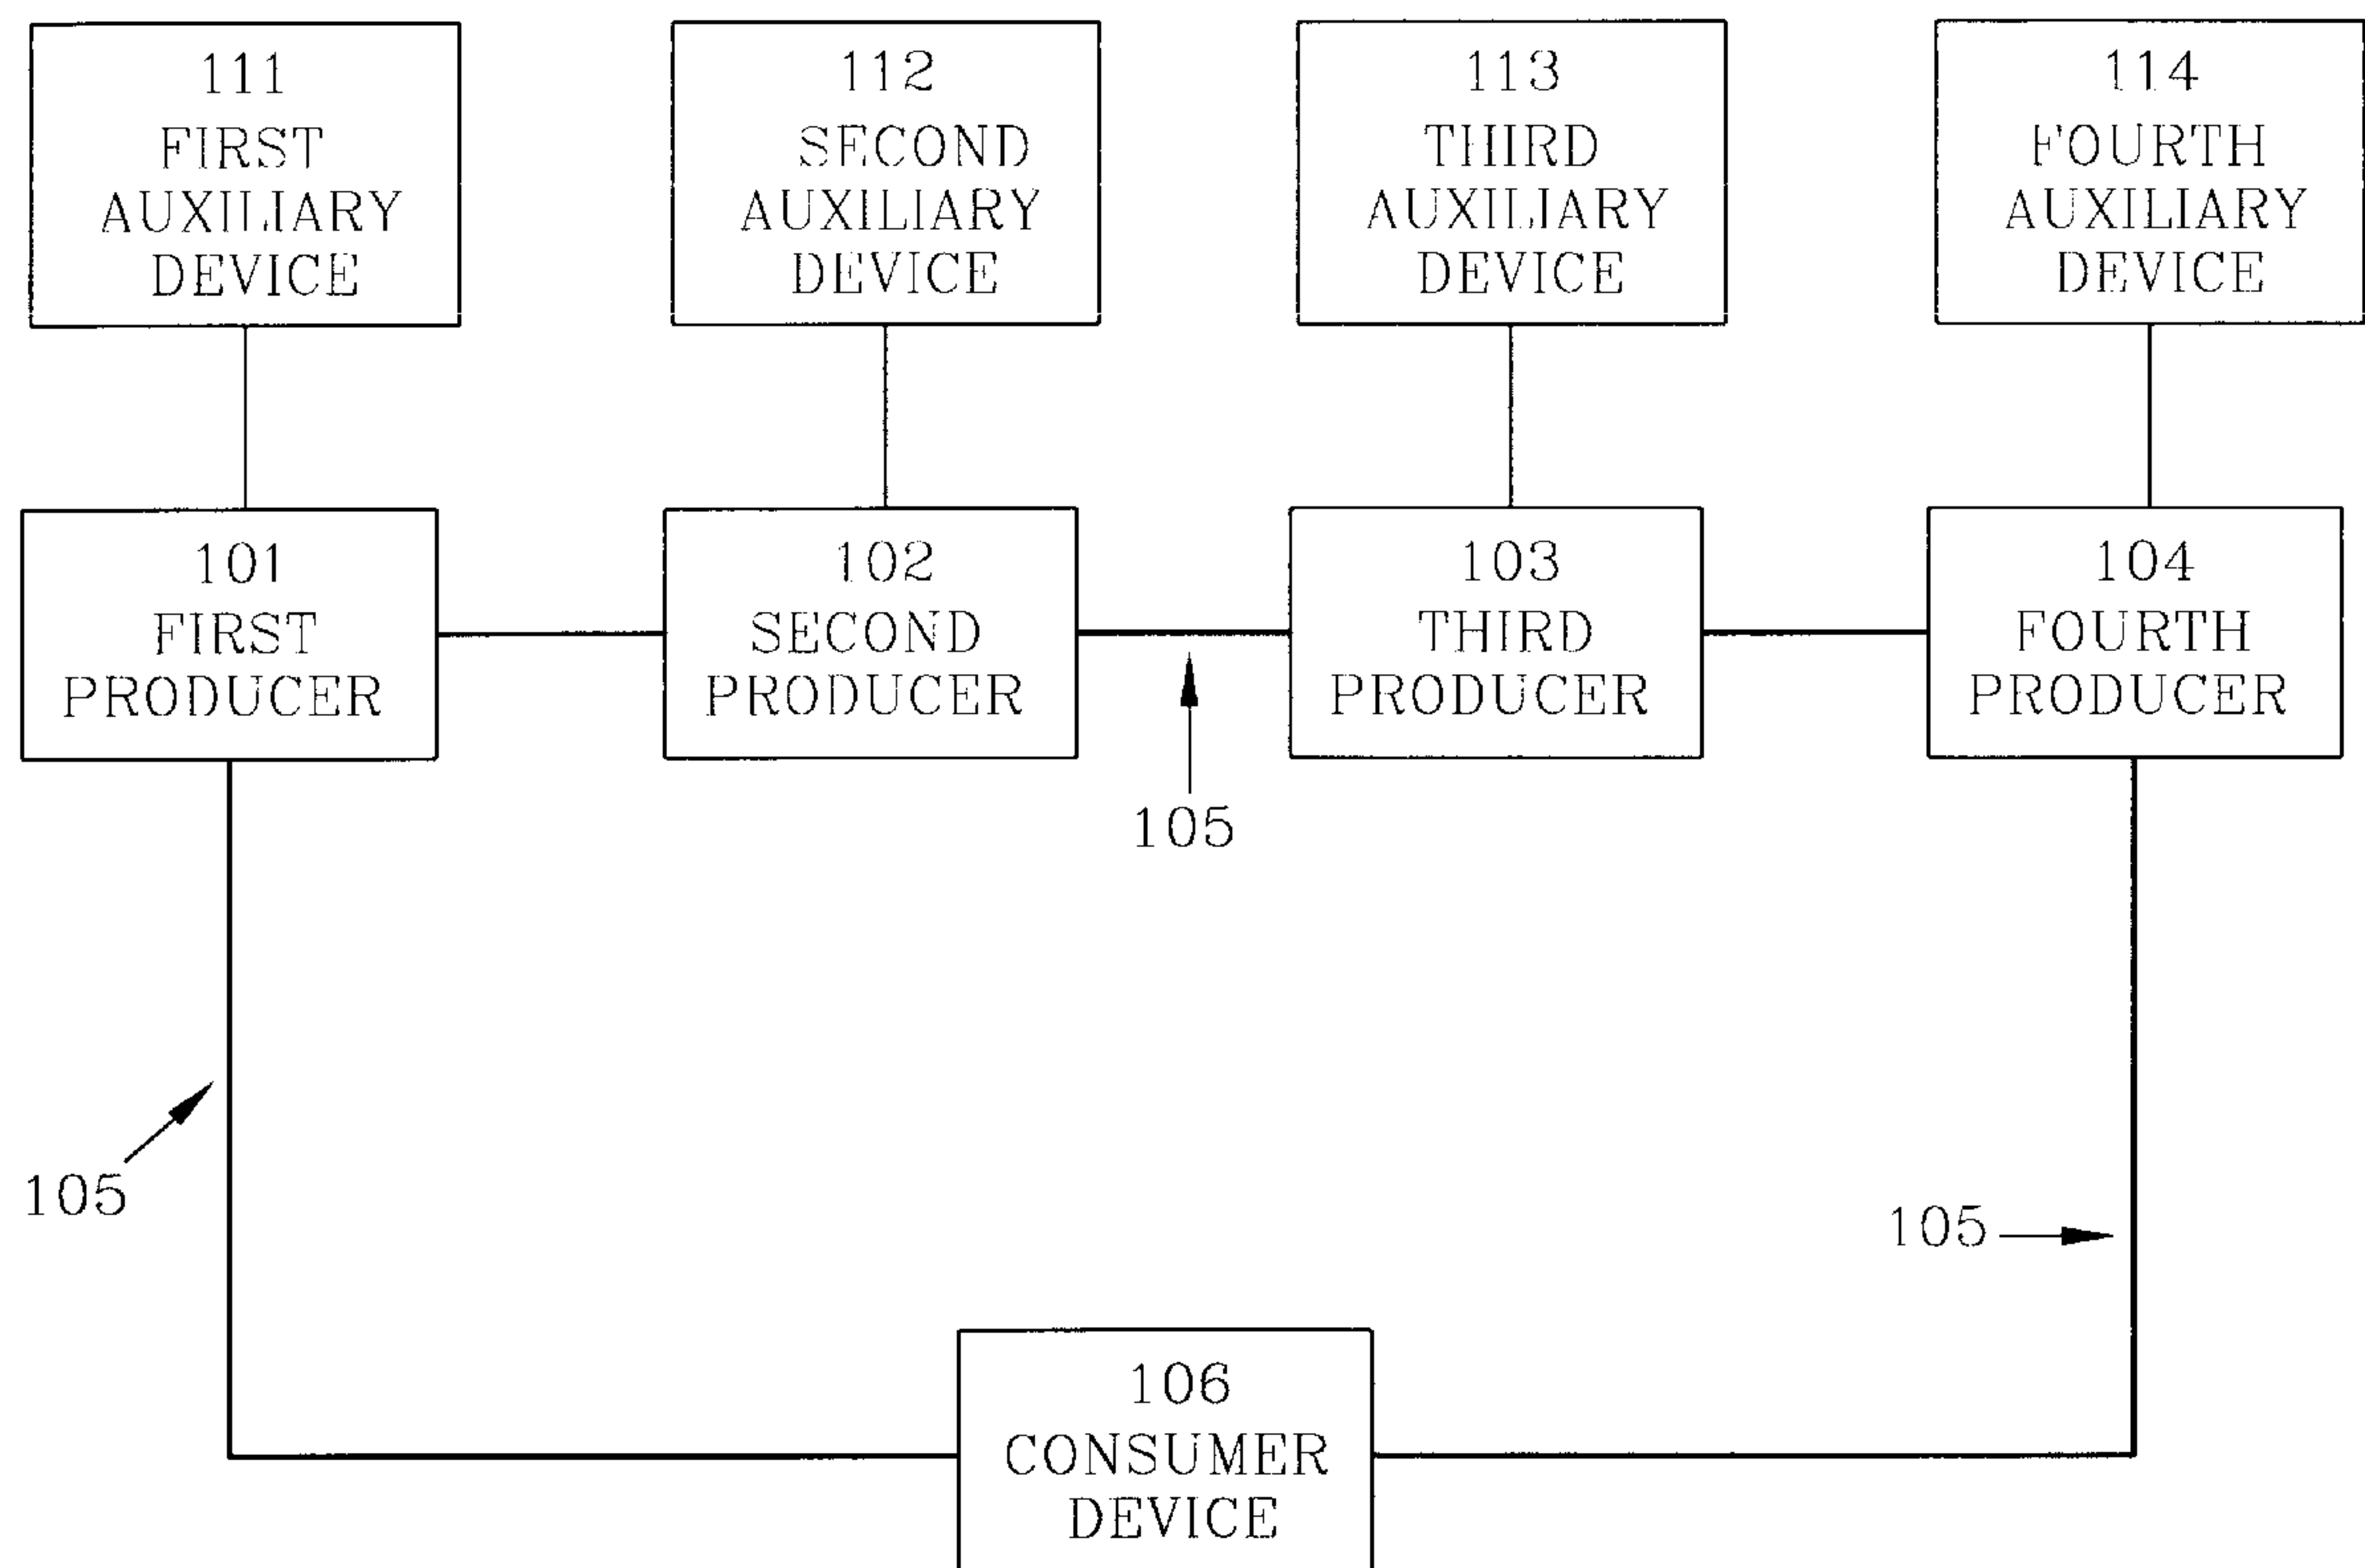 111
FIRST
AUXILIARY
DEVICE
112
SECOND
AUXILIARY
DEVICE
113
THIRD
AUXILIARY
DEVICE
114
FOURTH
AUXILIARY
DEVICE
101
FIRST
PRODUCER
102
SECOND
PRODUCER
103
THIRD
PRODUCER
104
FOURTH
PRODUCER
105
105
105
106
CONSUMER
DEVICE